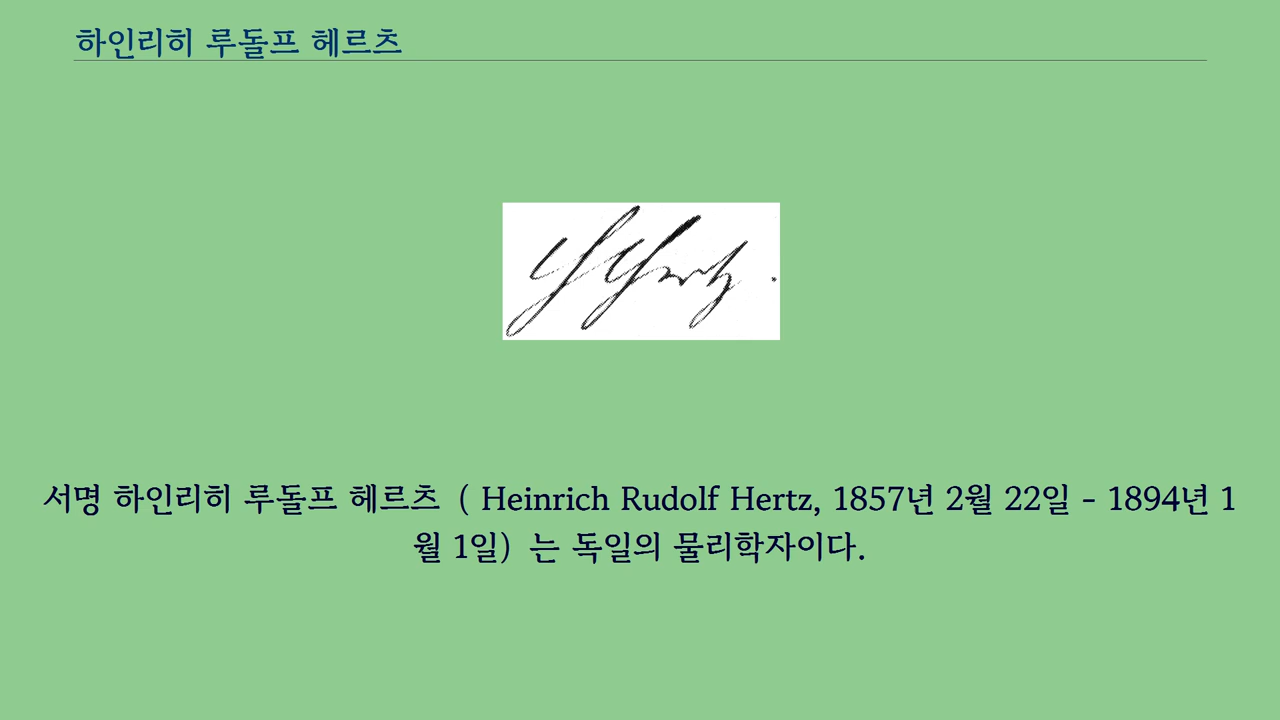 하인리히 루돌프 헤르츠
H Hertz.
서명 하인리히 루돌프 헤르츠 ( Heinrich Rudolf Hertz, 1857년 2월 22일 – 1894년 1
월 1일) 는 독일의 물리학자이다.